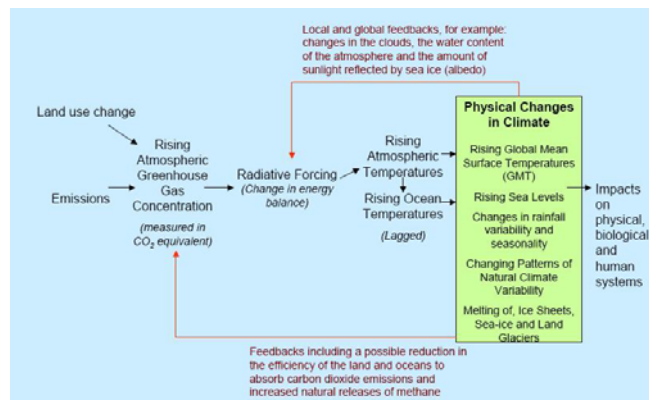 Local and global feedbacks, for example:
changes in the clouds, the water content
of the atmosphere and the amount of
sunlight reflected by sea ice (albedo)
Land use change
Emissions
Rising
Atmospheric
Greenhouse
Gas
Concentration
(measured in
CO2 equivalent)
Radiative Forcing
(Change in energy
balance)
Rising
Atmospheric
Temperatures
Rising Ocean
Temperatures
(Lagged)
Physical Changes
in Climate
Rising Global Mean
Surface Temperatures
(GMT)
Rising Sea Levels
Changes in rainfall
variability and
seasonality
Changing Patterns of
Natural Climate
Variability
Melting of, Ice Sheets,
Sea-ice and Land
Glaciers
Impacts
on
physical,
biological
and
human
systems
Feedbacks including a possible reduction in
the efficiency of the land and oceans to
absorb carbon dioxide emissions and
increased natural releases of methane